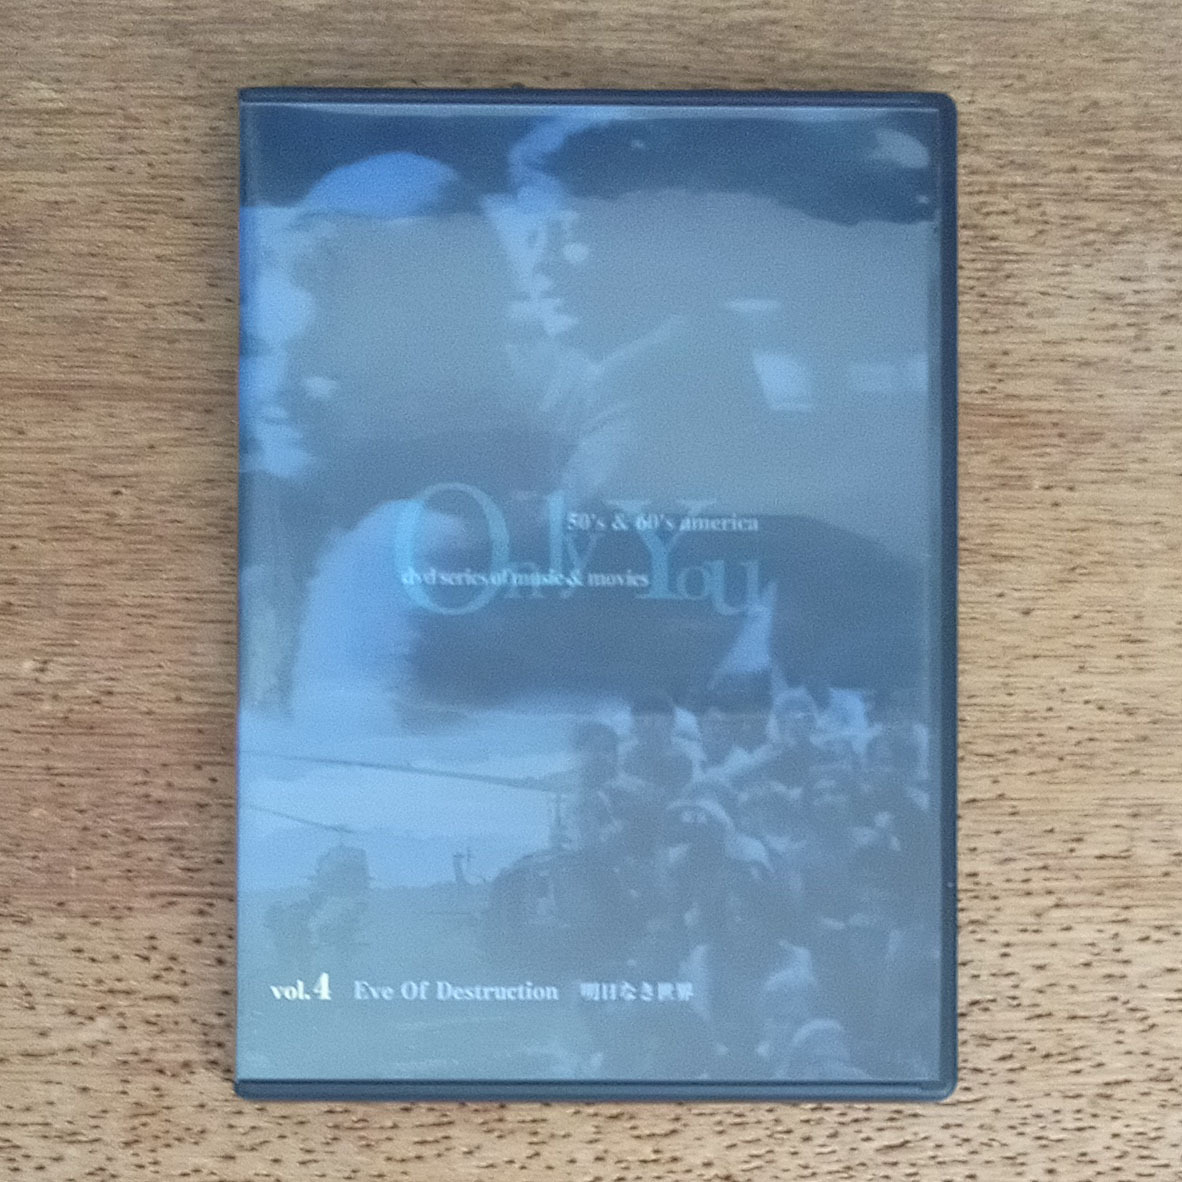 Only You
50's & 60's america
dvd series of music & movies
vol.4 Eve Of Destruction 明日なき世界